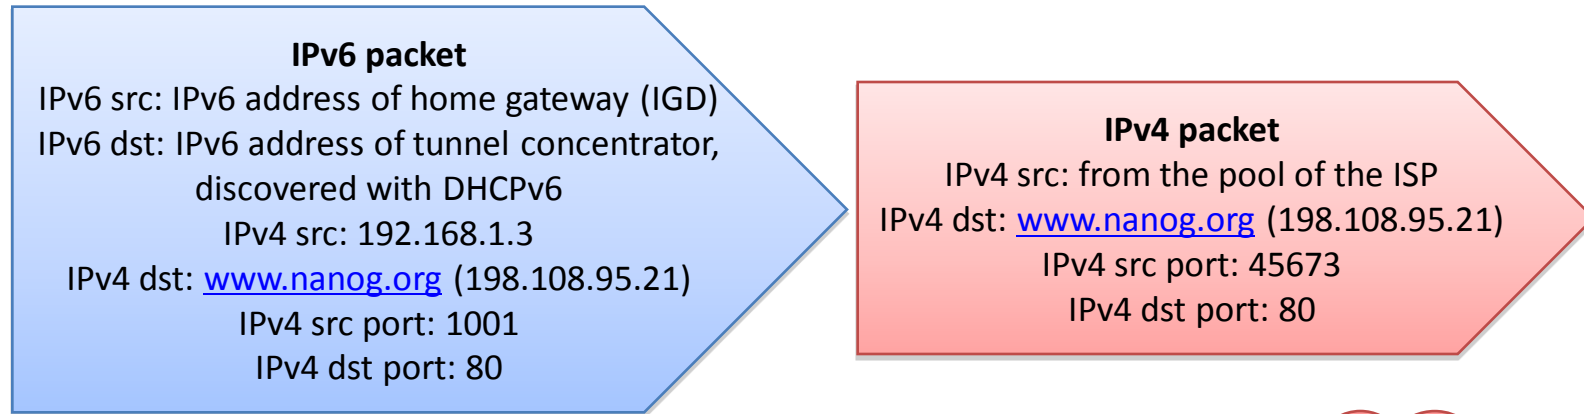 IPv6 packet
IPv6 src: IPv6 address of home gateway (IGD)
IPv6 dst: IPv6 address of tunnel concentrator,
discovered with DHCPv6
IPv4 src: 192.168.1.3
IPv4 dst: www.nanog.org (198.108.95.21)
IPv4 src port: 1001
IPv4 dst port: 80
IPv4 packet
IPv4 src: from the pool of the ISP
IPv4 dst: www.nanog.org (198.108.95.21)
IPv4 src port: 45673
IPv4 dst port: 80